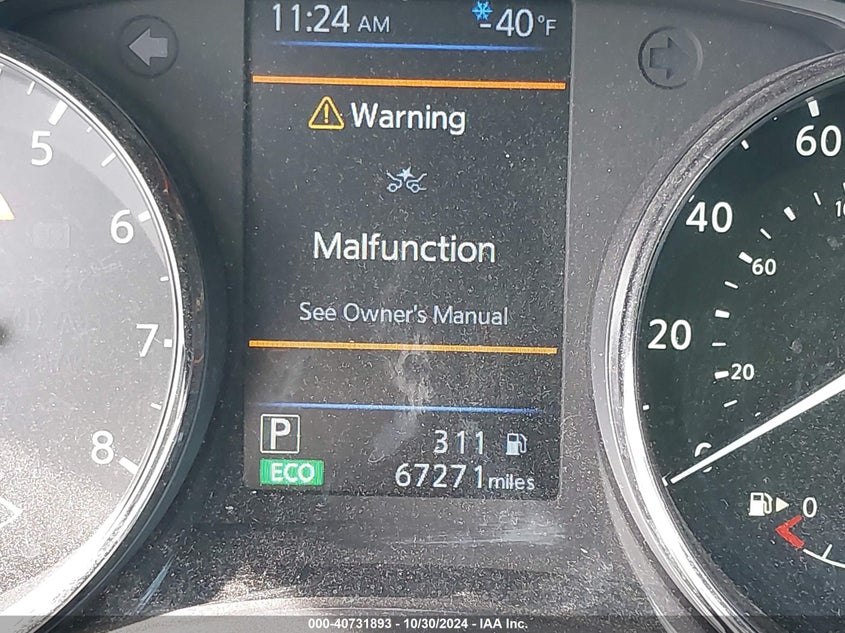 11:24 AM -40°F
Warning
Malfunction
See Owner's Manual
P 311
ECO 67271 miles
5
6
7
8
60
40
60
20
20
0
0
000-40731893 - 10/30/2024 - IAA Inc.